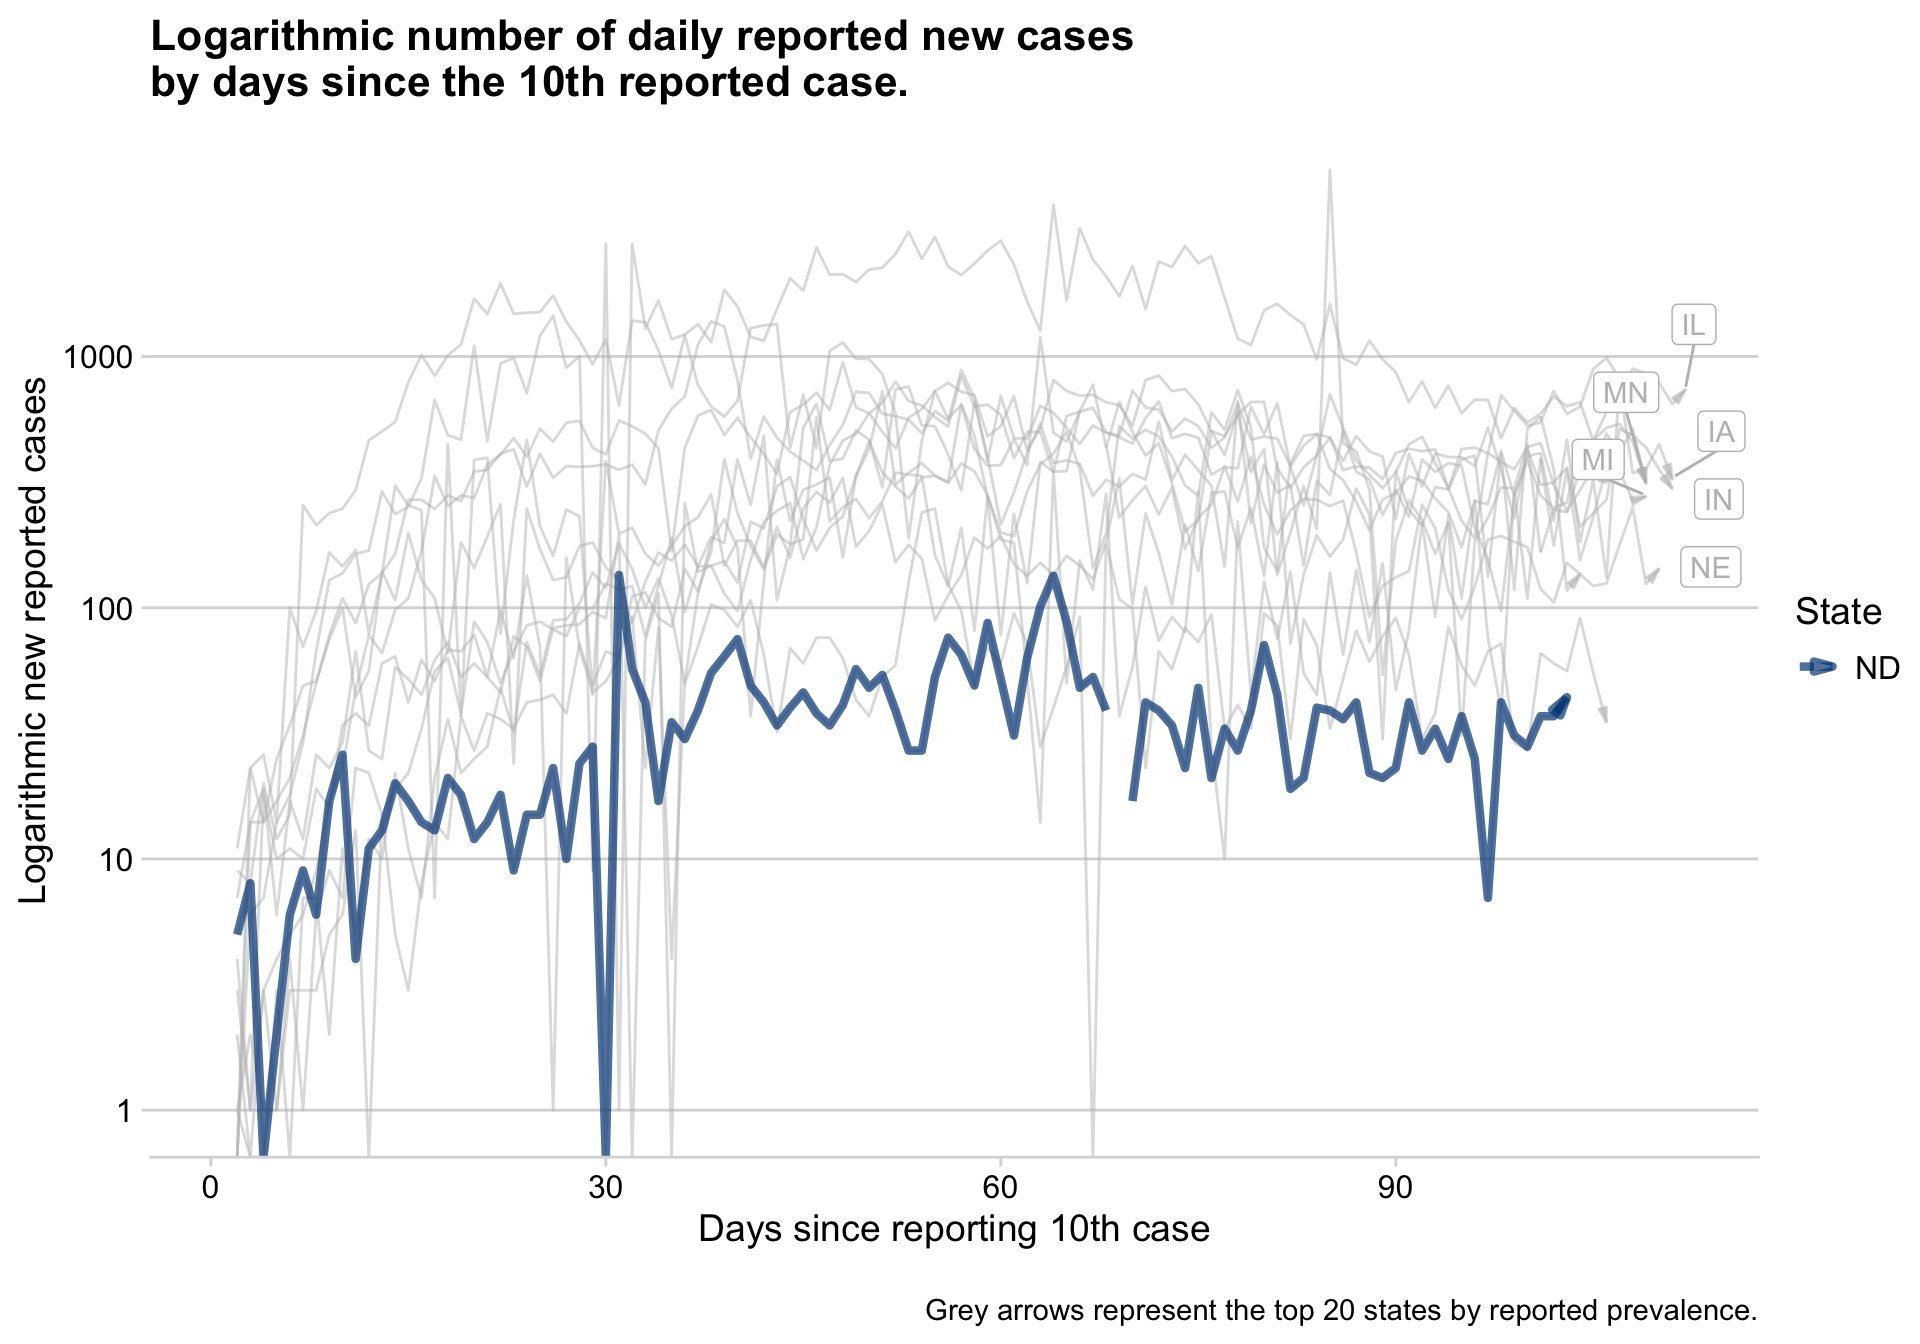 Logarithmic number of daily reported new cases
by days since the 10th reported case.
Logarithmic new reported cases
1000
100
10
1
IL
MN
IA
MI
IN
NE
State
ND
0
30
60
90
Days since reporting 10th case
Grey arrows represent the top 20 states by reported prevalence.